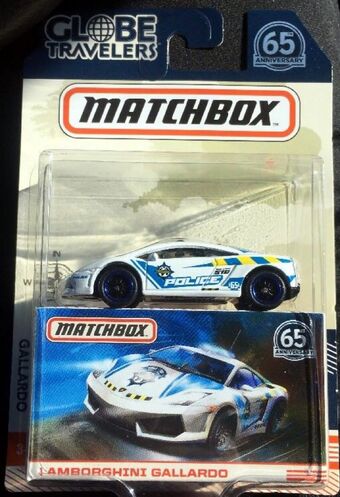 GLOBE
TRAVELERS
65
ANNIVERSARY
MATCHBOX
N
W
GALLARDO
POLICE
65
MATCHBOX
65
ANNIVERSARY
LAMBORGHINI GALLARDO